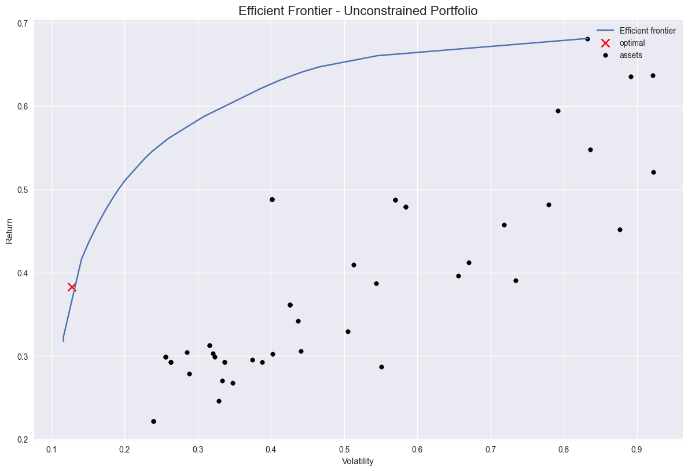 Efficient Frontier - Unconstrained Portfolio
Efficient frontier
optimal
assets
0.7
0.6
0.5
0.4
0.3
0.2
Return
0.1
0.2
0.3
0.4
0.5
0.6
0.7
0.8
0.9
Volatility